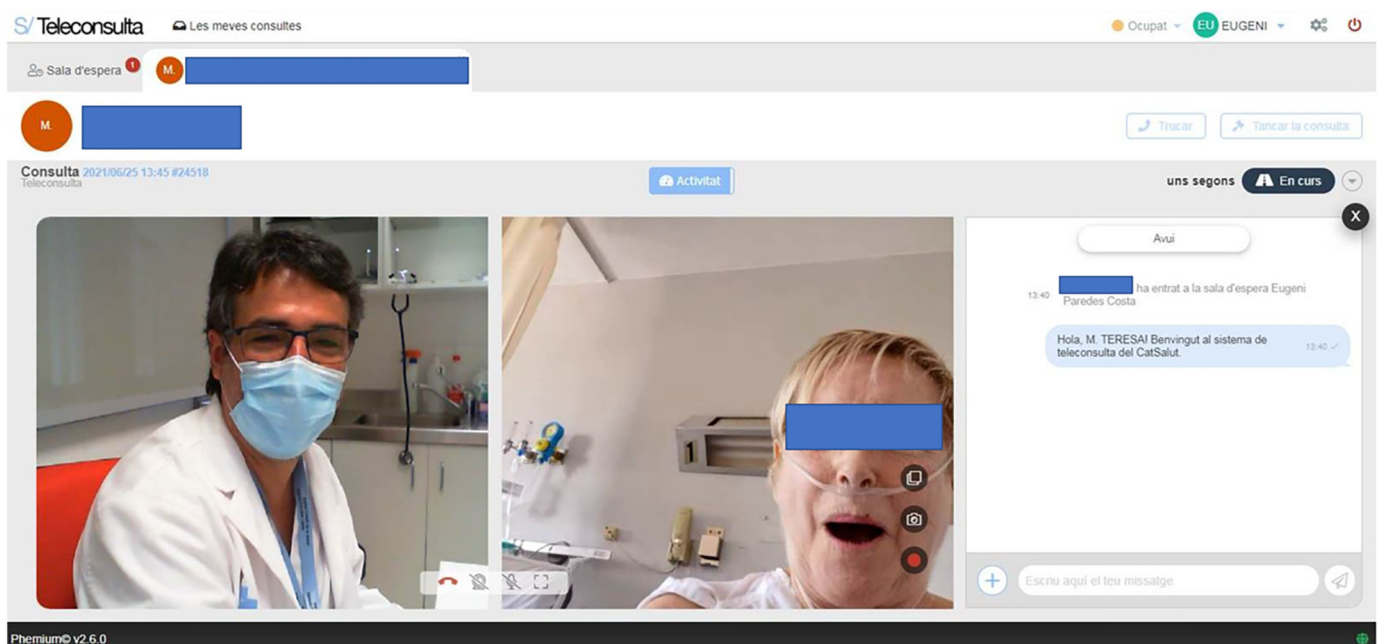 S/ Teleconsulta
Les meves consultes
Ocupat
EU EUGENI
Sala d'espera 1
M.
M.
Trucar
Tancar la consulta
Consulta 2021/06/25 13:45 #24518
Teleconsulta
Activitat
uns segons
En curs
X
Avui
13:40
ha entrat a la sala d'espera Eugeni
Paredes Costa
Hola, M. TERESA! Benvingut al sistema de
teleconsulta del CatSalut.
13:40
Escriu aquí el teu missatge
Phemium© v2.6.0